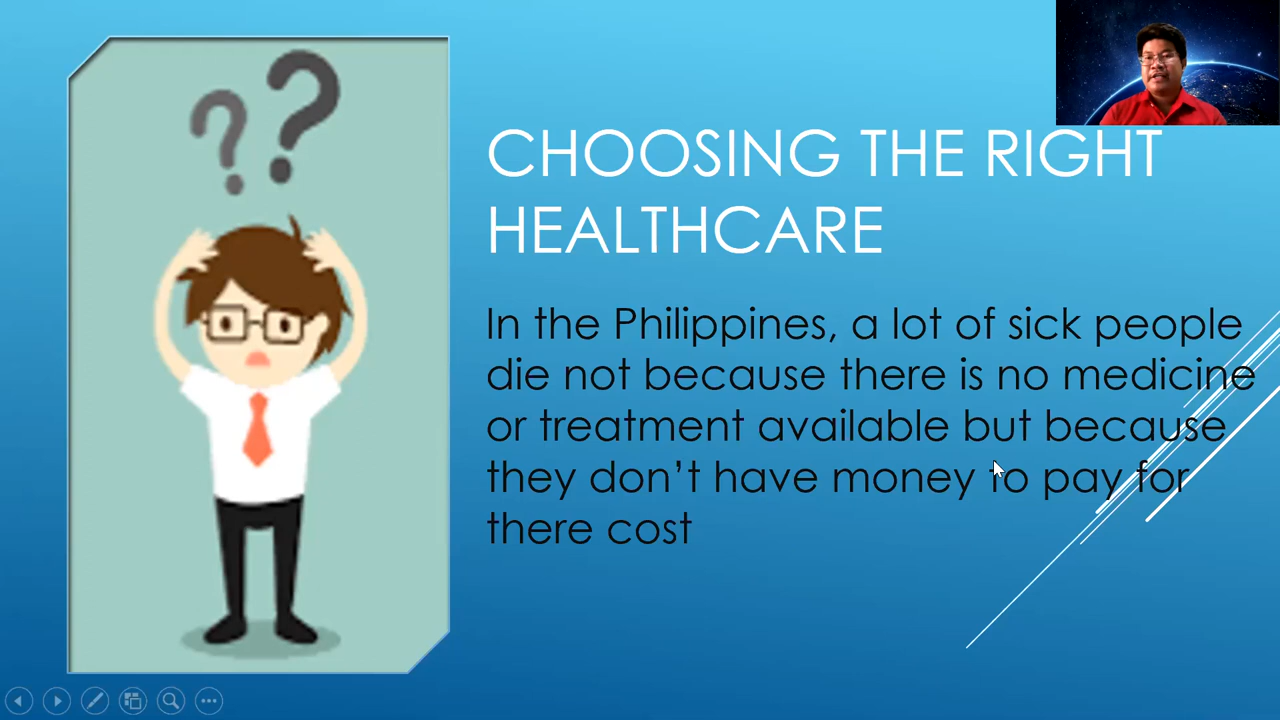 ? ?
CHOOSING THE RIGHT
HEALTHCARE
In the Philippines, a lot of sick people
die not because there is no medicine
or treatment available but because
they don’t have money to pay for
there cost